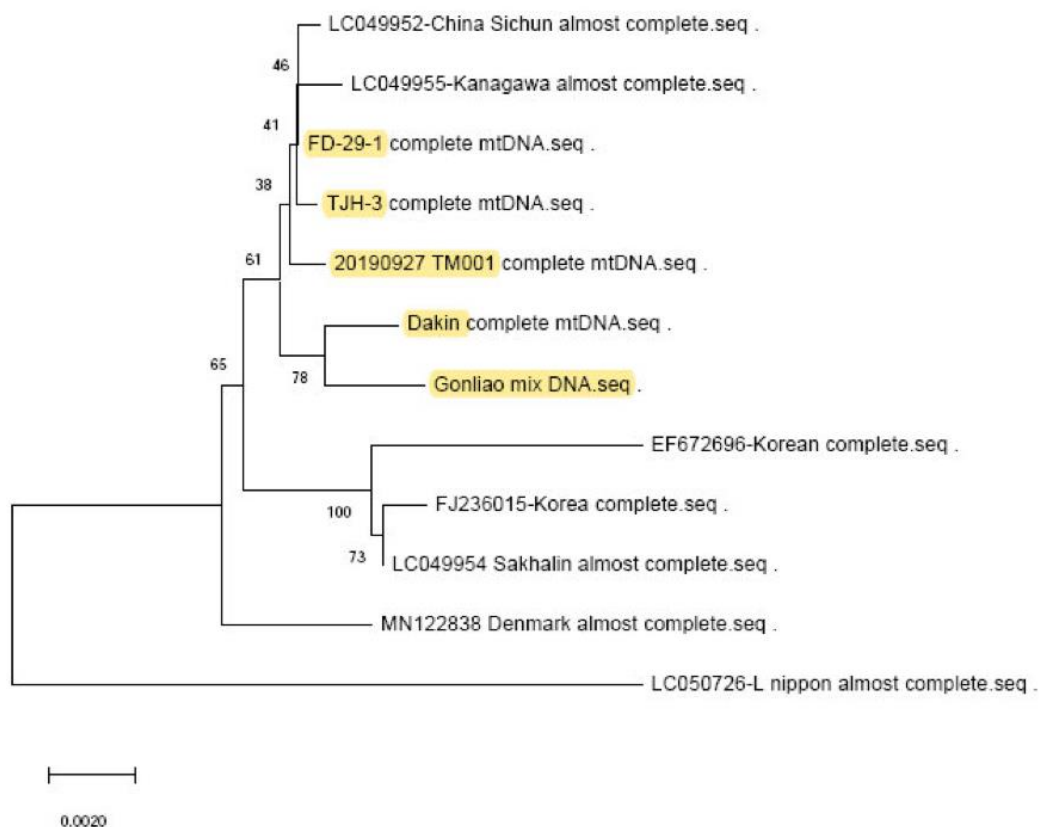 LC049952-China Sichun almost complete.seq .
46
LC049955-Kanagawa almost complete.seq .
41
FD-29-1 complete mtDNA.seq .
38
TJH-3 complete mtDNA.seq .
61
20190927 TM001 complete mtDNA.seq .
Dakin complete mtDNA.seq .
65
78
Gonliao mix DNA.seq .
EF672696-Korean complete.seq .
100
FJ236015-Korea complete.seq .
73
LC049954 Sakhalin almost complete.seq .
MN122838 Denmark almost complete.seq .
LC050726-L nippon almost complete.seq .
0.0020